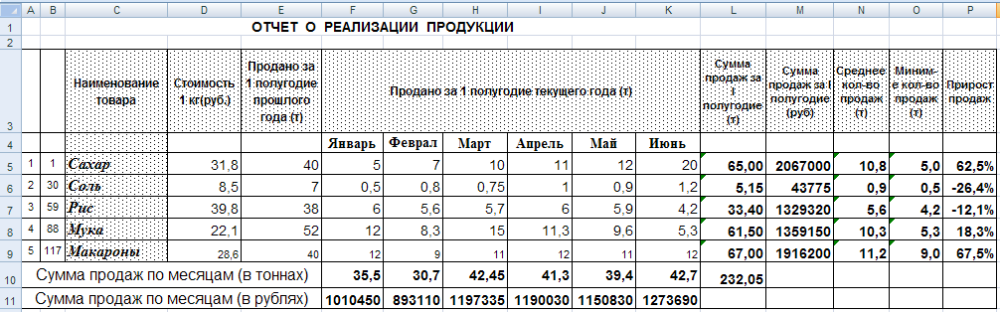 A B C D E F G H I J K L M N O P
1 ОТЧЕТ О РЕАЛИЗАЦИИ ПРОДУКЦИИ
2
3 Наименование товара Стоимость 1 кг(руб.) Продано за 1 полугодие прошлого года (т) Продано за 1 полугодие текущего года (т) Сумма продаж за I полугодие (т) Сумма продаж за I полугодие (руб) Среднее кол-во продаж (т) Миним-е кол-во продаж (т) Прирост продаж
4 Январь Феврал Март Апрель Май Июнь
5 1 1 Сахар 31,8 40 5 7 10 11 12 20 65,00 2067000 10,8 5,0 62,5%
6 2 30 Соль 8,5 7 0,5 0,8 0,75 1 0,9 1,2 5,15 43775 0,9 0,5 -26,4%
7 3 59 Рис 39,8 38 6 5,6 5,7 6 5,9 4,2 33,40 1329320 5,6 4,2 -12,1%
8 4 88 Мука 22,1 52 12 8,3 15 11,3 9,6 5,3 61,50 1359150 10,3 5,3 18,3%
9 5 117 Макароны 28,6 40 12 9 11 12 11 12 67,00 1916200 11,2 9,0 67,5%
10 Сумма продаж по месяцам (в тоннах) 35,5 30,7 42,45 41,3 39,4 42,7 232,05
11 Сумма продаж по месяцам (в рублях) 1010450 893110 1197335 1190030 1150830 1273690